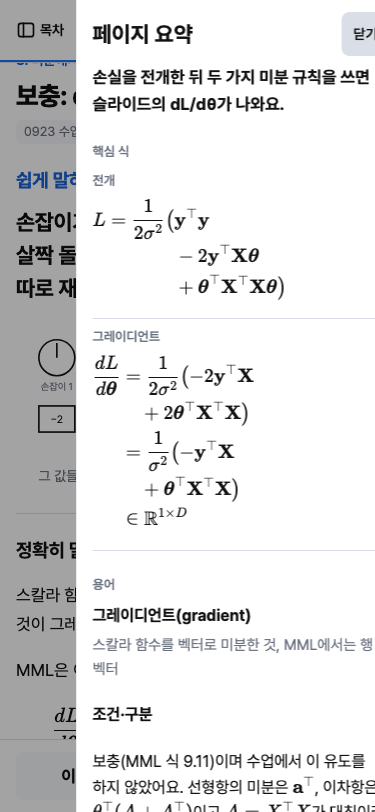 목차
페이지 요약
닫기
손실을 전개한 뒤 두 가지 미분 규칙을 쓰면
슬라이드의 dL/dθ가 나와요.
보충:
0923 수업
핵심 식
전개
쉽게 말하
L = 1/(2σ²) (y⊤y
− 2y⊤Xθ
+ θ⊤X⊤Xθ)
손잡이
살짝 돌
따로 재
그레이디언트
dL/dθ = 1/(2σ²) (−2y⊤X
+ 2θ⊤X⊤X)
= 1/σ² (−y⊤X
+ θ⊤X⊤X)
∈ ℝ^{1×D}
손잡이 1
−2
그 값들
용어
그레이디언트(gradient)
스칼라 함수를 벡터로 미분한 것, MML에서는 행
벡터
정확히
스칼라 함
것이 그레
MML은
dL
조건·구분
보충(MML 식 9.11)이며 수업에서 이 유도를
하지 않았어요. 선형항의 미분은 a⊤, 이차항은
이